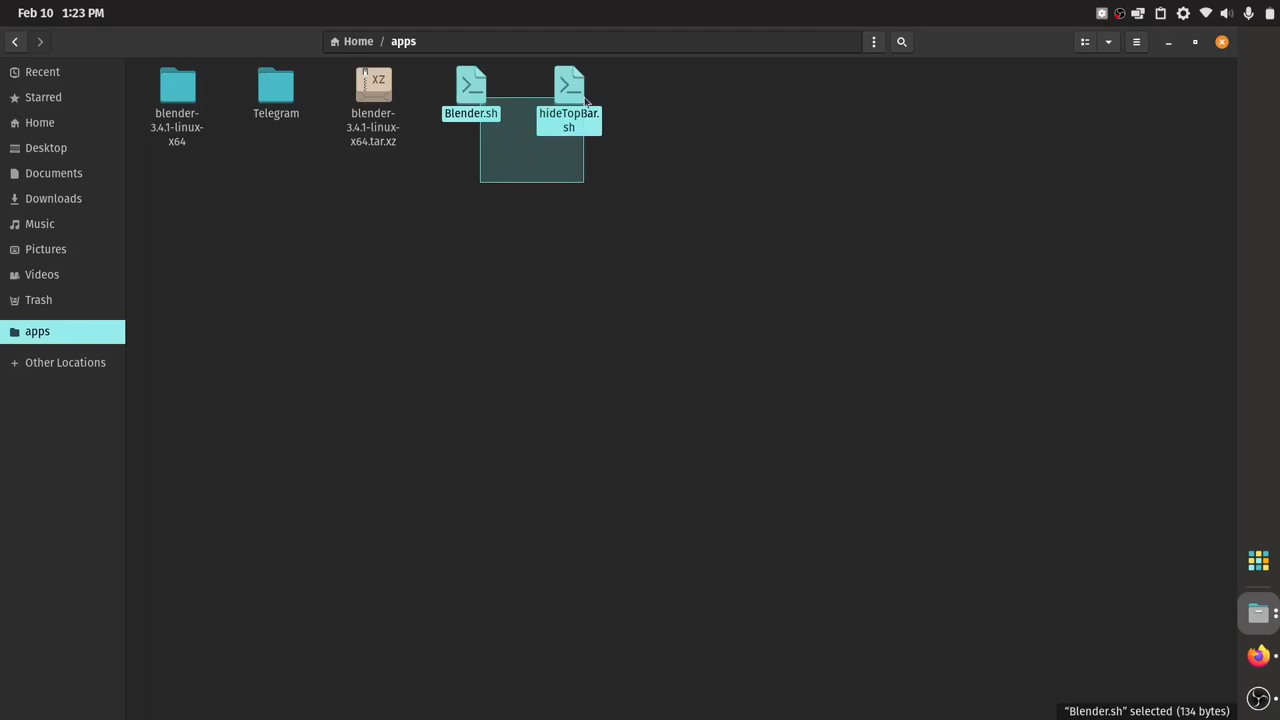 Feb 10 1:23 PM
Home / apps
Recent
Starred
Home
Desktop
Documents
Downloads
Music
Pictures
Videos
Trash
apps
Other Locations
blender-
3.4.1-linux-
x64
Telegram
XZ
blender-
3.4.1-linux-
x64.tar.xz
Blender.sh
hideTopBar.
sh
“Blender.sh” selected (134 bytes)